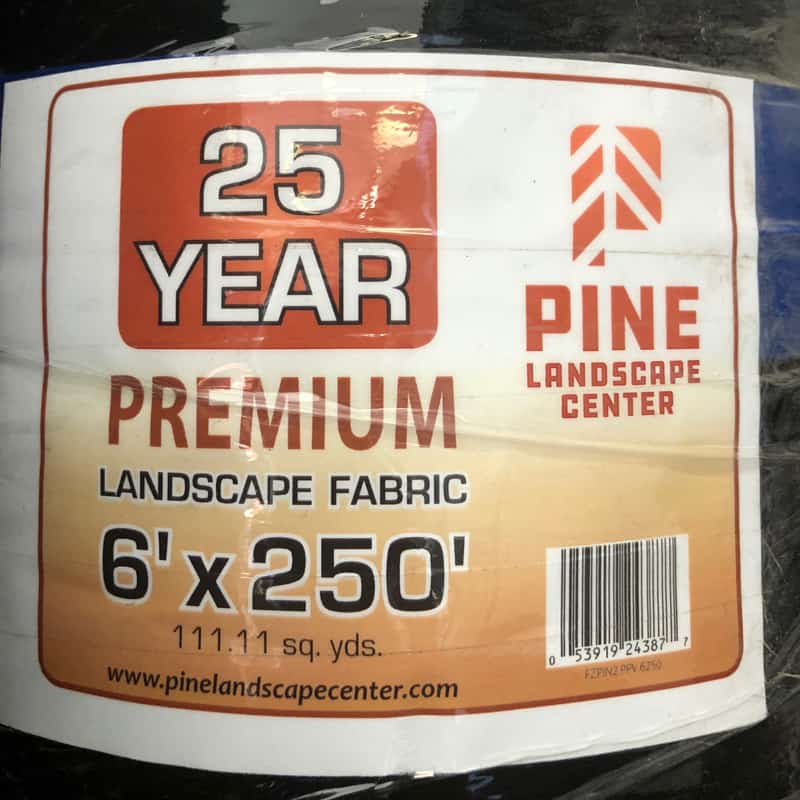 25
YEAR
PREMIUM
LANDSCAPE FABRIC
6' x 250'
111.11 sq. yds.
www.pinelandscapecenter.com
PINE
LANDSCAPE
CENTER
0 53919 24387 7
FZPIN2 PPV 6250